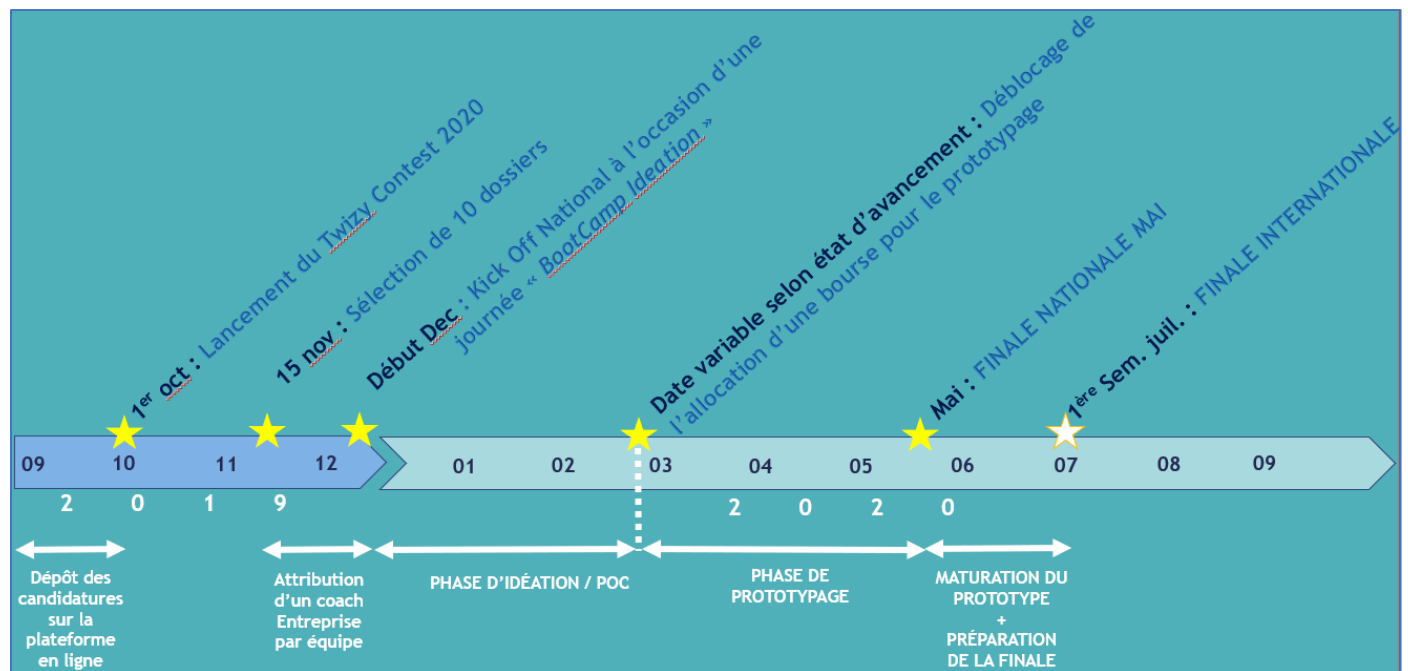 1er oct : Lancement du Twizy Contest 2020
15 nov : Sélection de 10 dossiers
Début Dec : Kick Off National à l'occasion d'une
journée « BootCamp Ideation »
Date variable selon état d'avancement : Déblocage de
l'allocation d'une bourse pour le prototypage
Mai : FINALE NATIONALE MAI
1ère Sem. juil. : FINALE INTERNATIONALE
09 10 11 12 01 02 03 04 05 06 07 08 09
2 0 1 9 2 0 2 0
Dépôt des
candidatures
sur la
plateforme
en ligne
Attribution
d'un coach
Entreprise
par équipe
PHASE D'IDÉATION / POC
PHASE DE
PROTOTYPAGE
MATURATION DU
PROTOTYPE
+
PRÉPARATION
DE LA FINALE